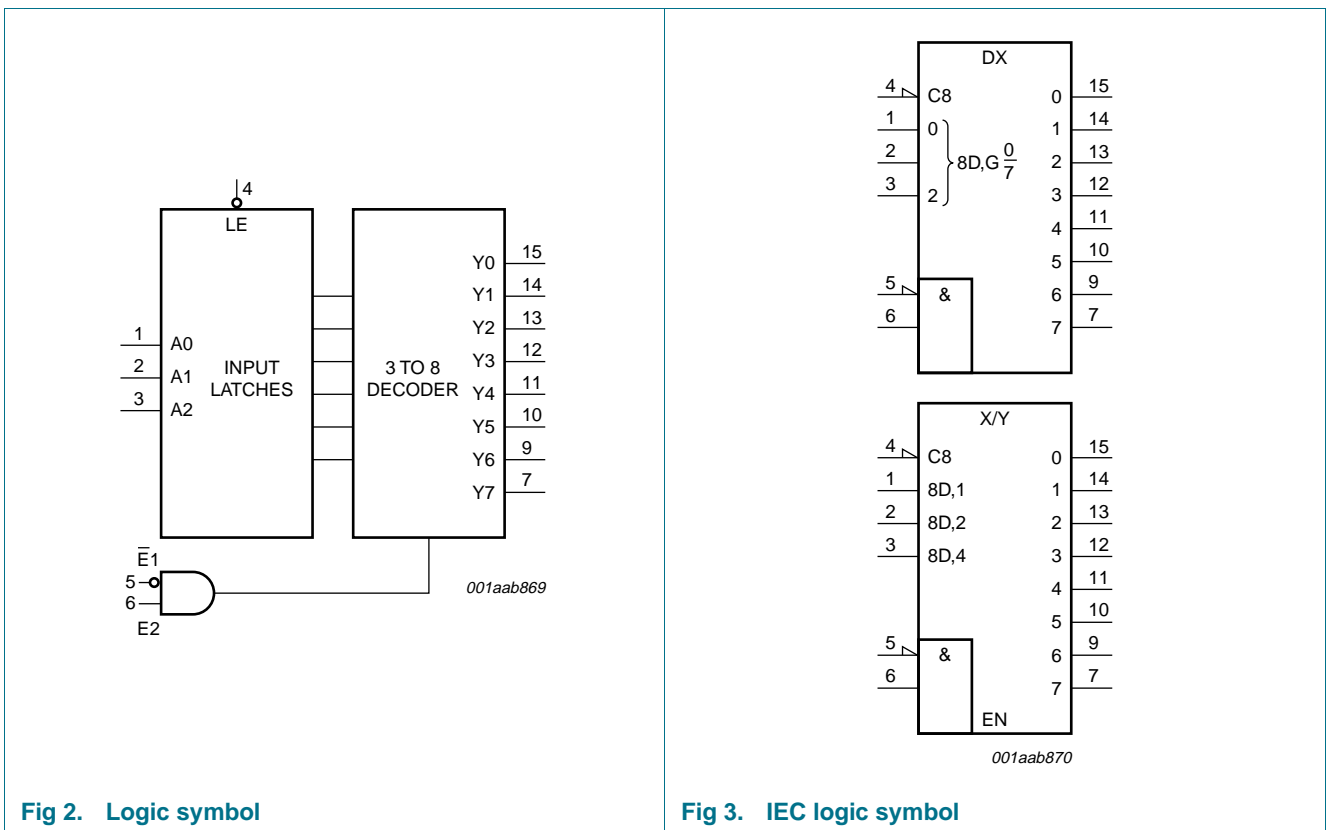 4
LE
1
A0
2
A1
3
A2
INPUT
LATCHES
3 TO 8
DECODER
Y0
15
Y1
14
Y2
13
Y3
12
Y4
11
Y5
10
Y6
9
Y7
7
E̅1
5
6
E2
001aab869
Fig 2. Logic symbol
DX
4
C8
1
0
2
3
2
8D,G 0/7
5
&
6
0
15
1
14
2
13
3
12
4
11
5
10
6
9
7
7
X/Y
4
C8
1
8D,1
2
8D,2
3
8D,4
5
&
6
EN
0
15
1
14
2
13
3
12
4
11
5
10
6
9
7
7
001aab870
Fig 3. IEC logic symbol